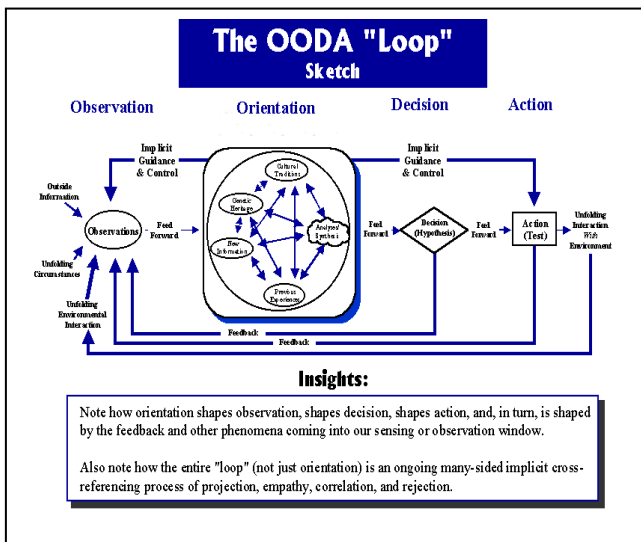 The OODA "Loop"
Sketch
Observation
Orientation
Decision
Action
Implicit
Guidance
& Control
Implicit
Guidance
& Control
Outside
Information
Unfolding
Circumstances
Observations
Feed
Forward
Cultural
Traditions
Genetic
Heritage
New
Information
Previous
Experiences
Analyses/
Synthesis
Feed
Forward
Decision
(Hypothesis)
Feed
Forward
Action
(Test)
Unfolding
Interaction
With
Environment
Unfolding
Environmental
Interaction
Feedback
Feedback
Insights:
Note how orientation shapes observation, shapes decision, shapes action, and, in turn, is shaped
by the feedback and other phenomena coming into our sensing or observation window.
Also note how the entire "loop" (not just orientation) is an ongoing many-sided implicit cross-
referencing process of projection, empathy, correlation, and rejection.